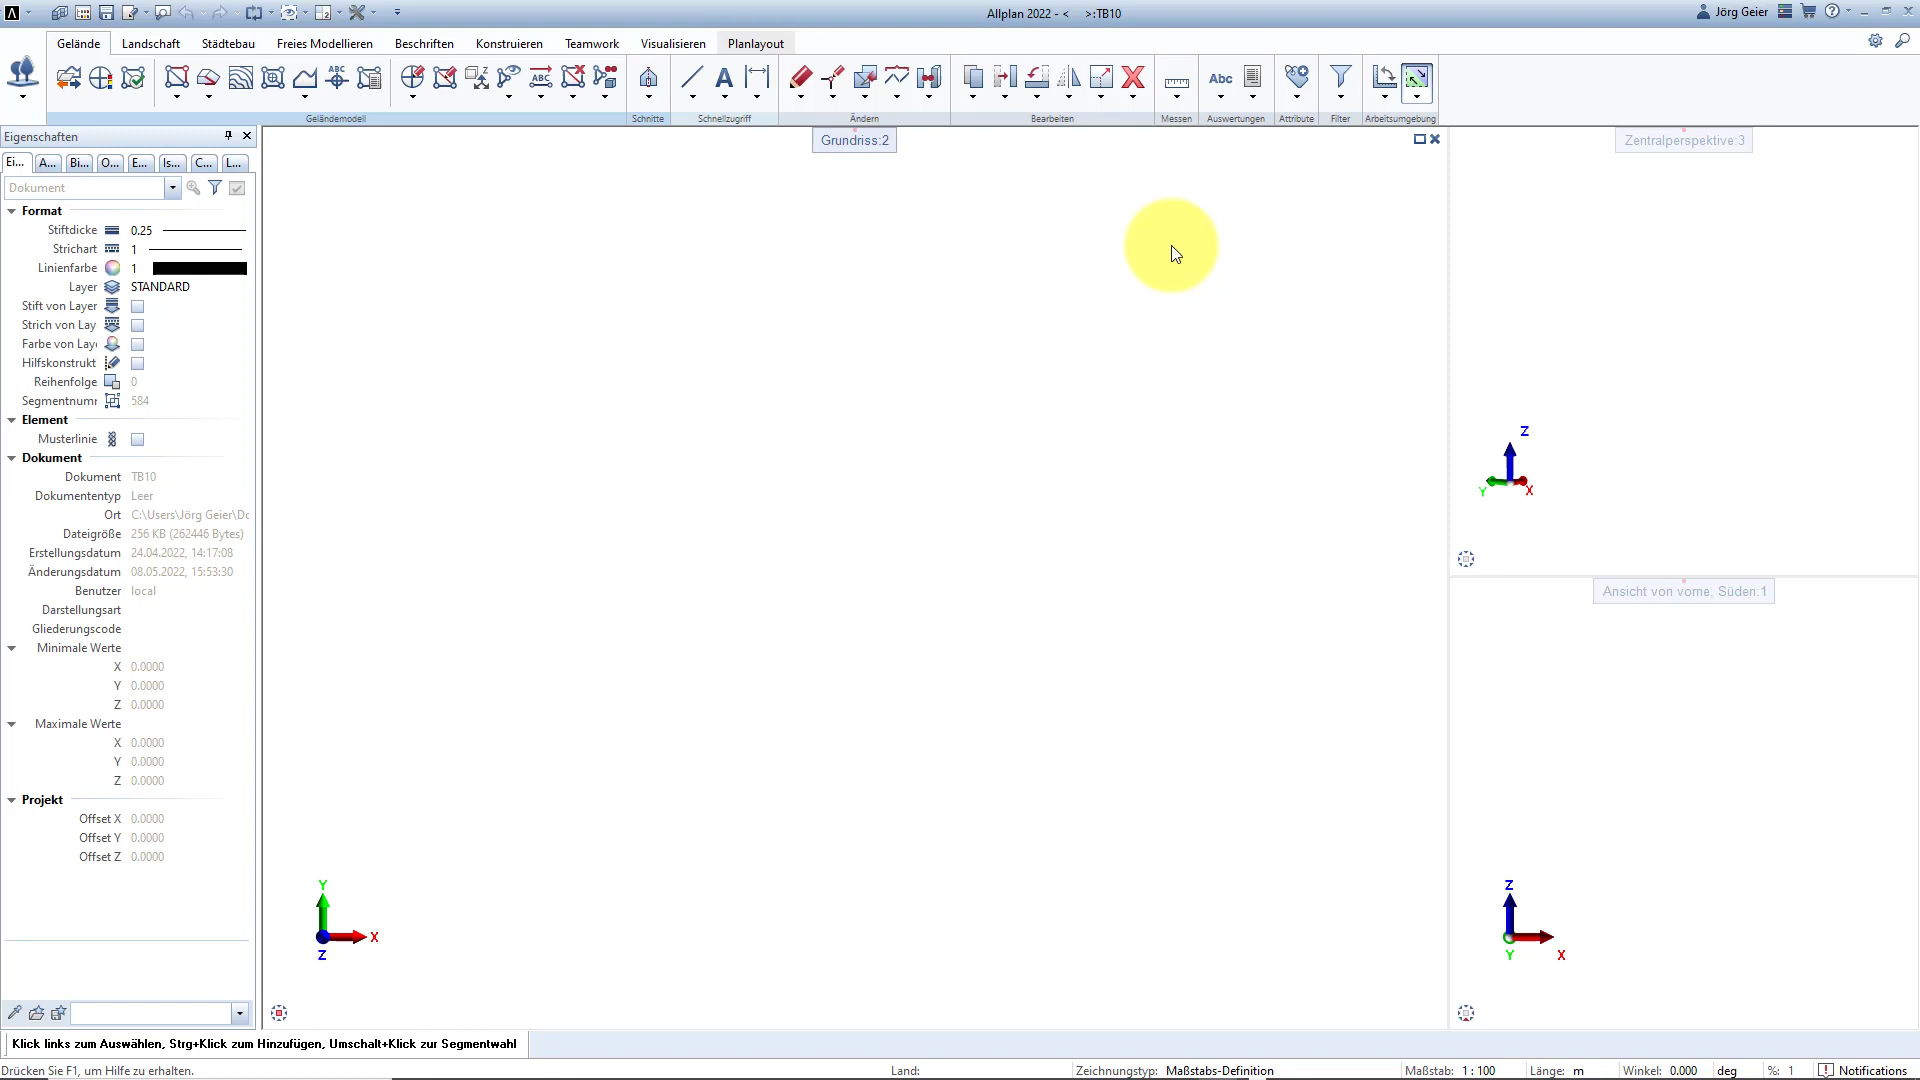 Allplan 2022 - < >:TB10
Jörg Geier
Gelände
Landschaft
Städtebau
Freies Modellieren
Beschriften
Konstruieren
Teamwork
Visualisieren
Planlayout
Geländemodell
Schnitte
Schnellzugriff
Ändern
Bearbeiten
Messen
Auswertungen
Attribute
Filter
Arbeitsumgebung
Eigenschaften
Ei...
A...
Bi...
O...
E...
Is...
C...
L...
Dokument
Format
Stiftdicke 0.25
Strichart 1
Linienfarbe 1
Layer STANDARD
Stift von Layer
Strich von Lay
Farbe von Laye
Hilfskonstrukt
Reihenfolge 0
Segmentnumr 584
Element
Musterlinie
Dokument
Dokument TB10
Dokumententyp Leer
Ort C:\Users\Jörg Geier\Dc
Dateigröße 256 KB (262446 Bytes)
Erstellungsdatum 24.04.2022, 14:17:08
Änderungsdatum 08.05.2022, 15:53:30
Benutzer local
Darstellungsart
Gliederungscode
Minimale Werte
X 0.0000
Y 0.0000
Z 0.0000
Maximale Werte
X 0.0000
Y 0.0000
Z 0.0000
Projekt
Offset X 0.0000
Offset Y 0.0000
Offset Z 0.0000
Grundriss:2
Y
X
Z
Zentralperspektive:3
Z
Y
X
Ansicht von vorne, Süden:1
Z
Y
X
Klick links zum Auswählen, Strg+Klick zum Hinzufügen, Umschalt+Klick zur Segmentwahl
Drücken Sie F1, um Hilfe zu erhalten.
Land:
Zeichnungstyp: Maßstabs-Definition
Maßstab: 1 : 100
Länge: m
Winkel: 0.000 deg
%: 1
Notifications